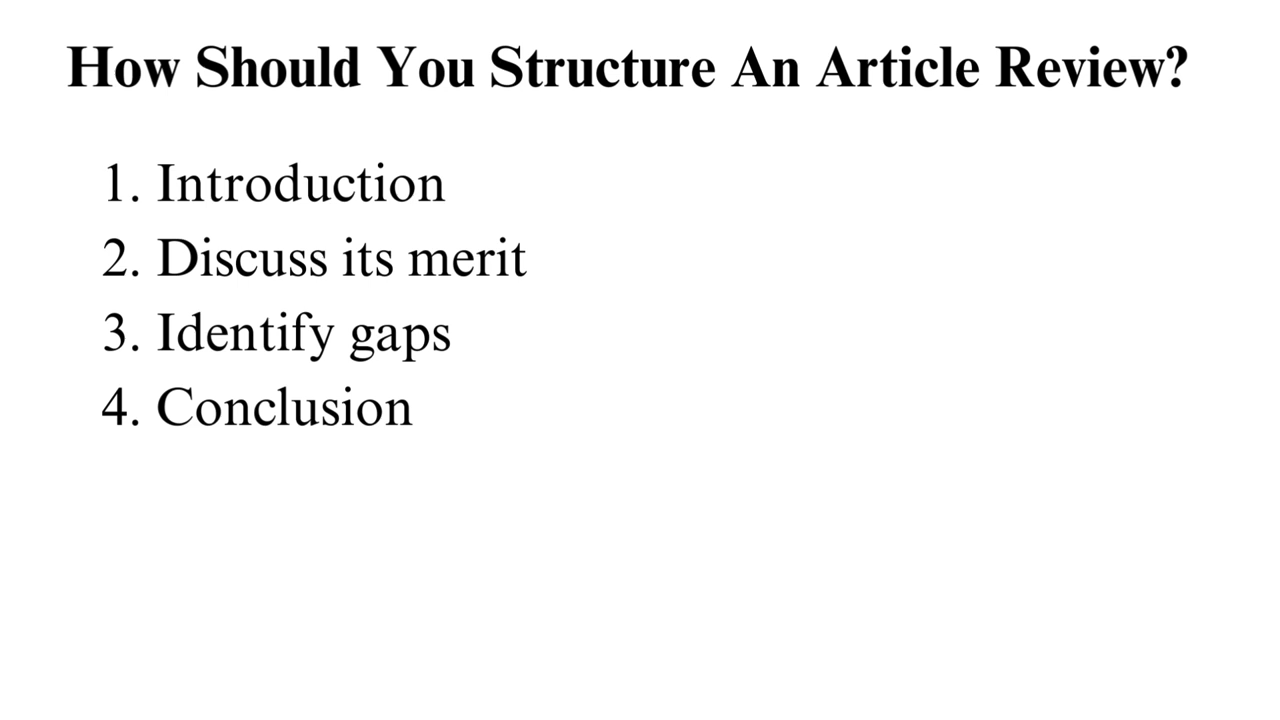 How Should You Structure An Article Review?
1. Introduction
2. Discuss its merit
3. Identify gaps
4. Conclusion